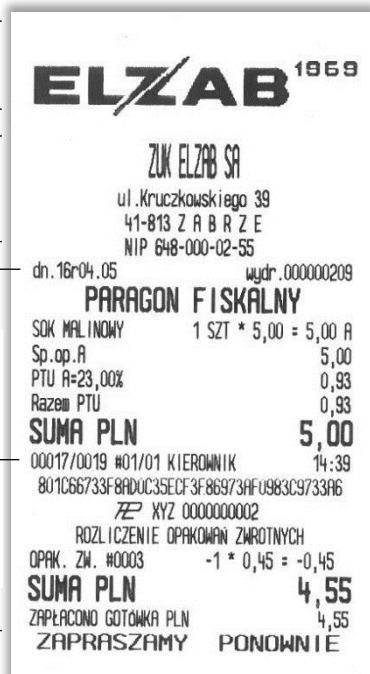 ELZAB 1969
ZUK ELZAB SA
ul.Kruczkowskiego 39
41-813 Z A B R Z E
NIP 648-000-02-55
dn.16r04.05 wydr.000000209
PARAGON FISKALNY
SOK MALINOWY 1 SZT * 5,00 = 5,00 A
Sp.op.A 5,00
PTU A=23,00% 0,93
Razem PTU 0,93
SUMA PLN 5,00
00017/0019 #01/01 KIEROWNIK 14:39
801C66733F8AD0C35ECF3F86973AF0983C9733A6
XYZ 0000000002
ROZLICZENIE OPAKOWAŃ ZWROTNYCH
OPAK. ZW. #0003 -1 * 0,45 = -0,45
SUMA PLN 4,55
ZAPŁACONO GOTÓWKA PLN 4,55
ZAPRASZAMY PONOWNIE